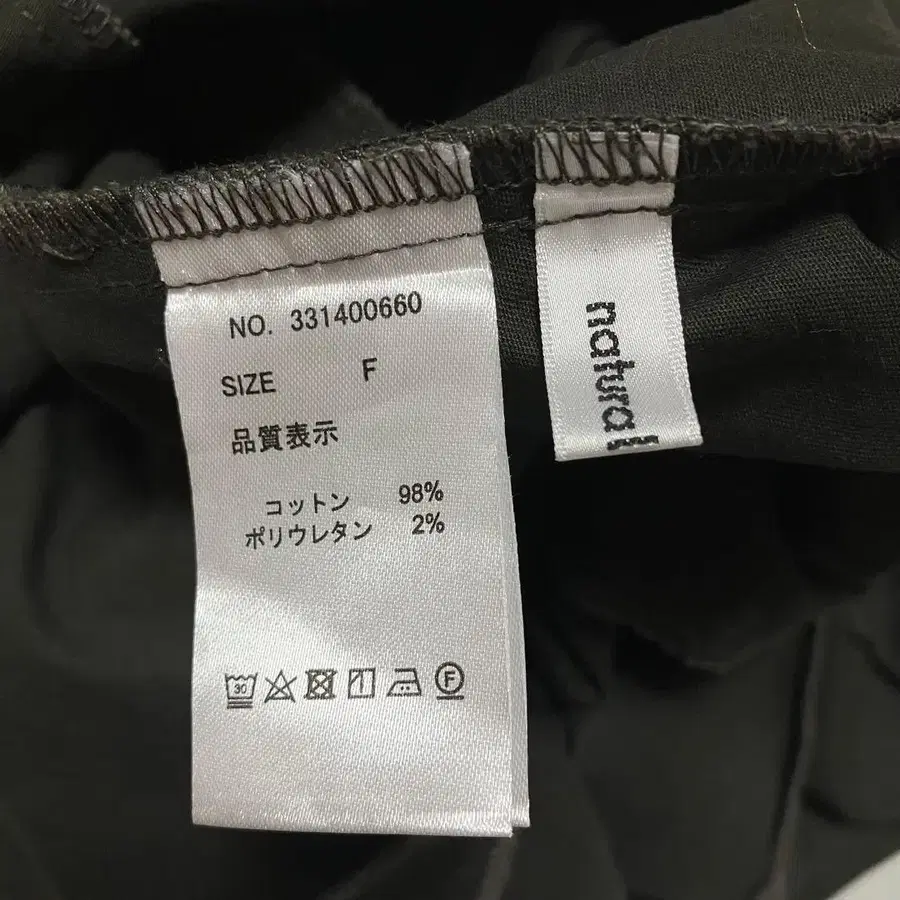 NO. 331400660
SIZE F
品質表示
コットン 98%
ポリウレタン 2%
30
F
natural